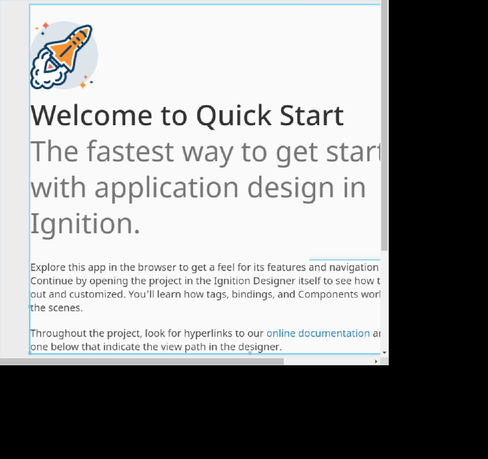 Welcome to Quick Start
The fastest way to get start
with application design in
Ignition.
Explore this app in the browser to get a feel for its features and navigation
Continue by opening the project in the Ignition Designer itself to see how t
out and customized. You'll learn how tags, bindings, and Components wor
the scenes.
Throughout the project, look for hyperlinks to our online documentation a
one below that indicate the view path in the designer.